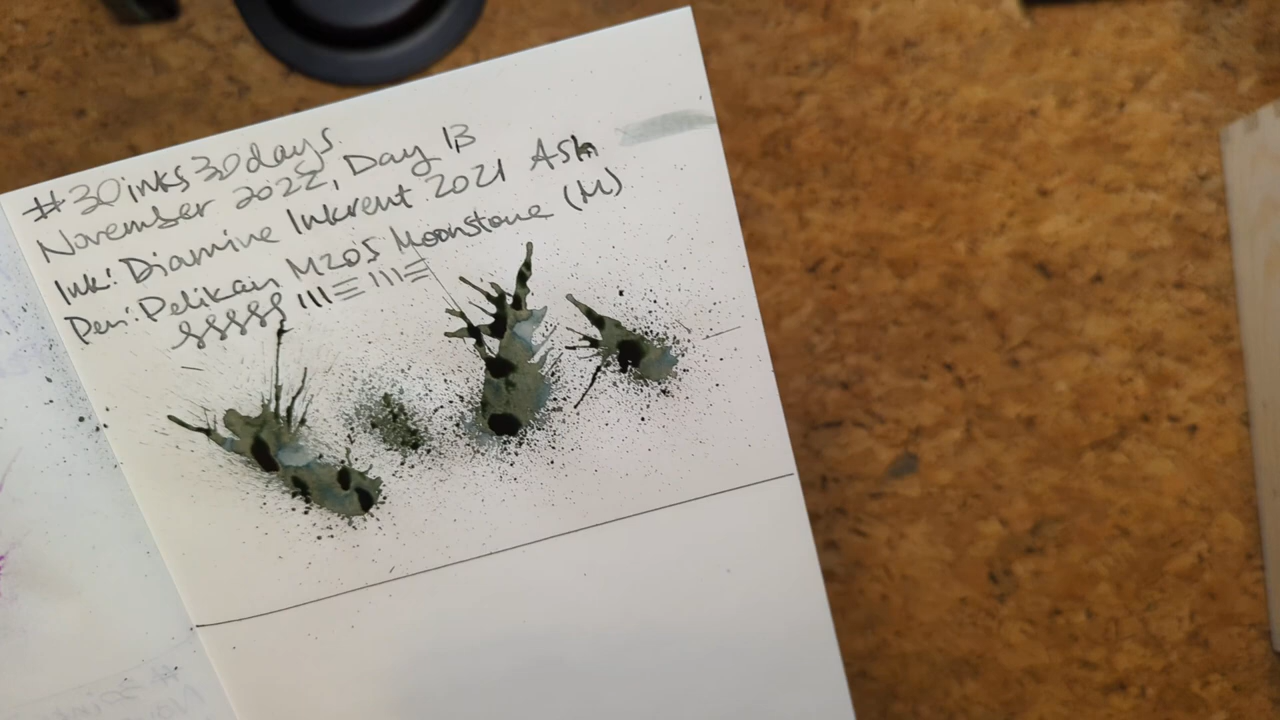 #30inks30days
November 2022, Day 13
Ink: Diamine Inkvent 2021 Ash
Pen: Pelikan M205 Moonstone (M)